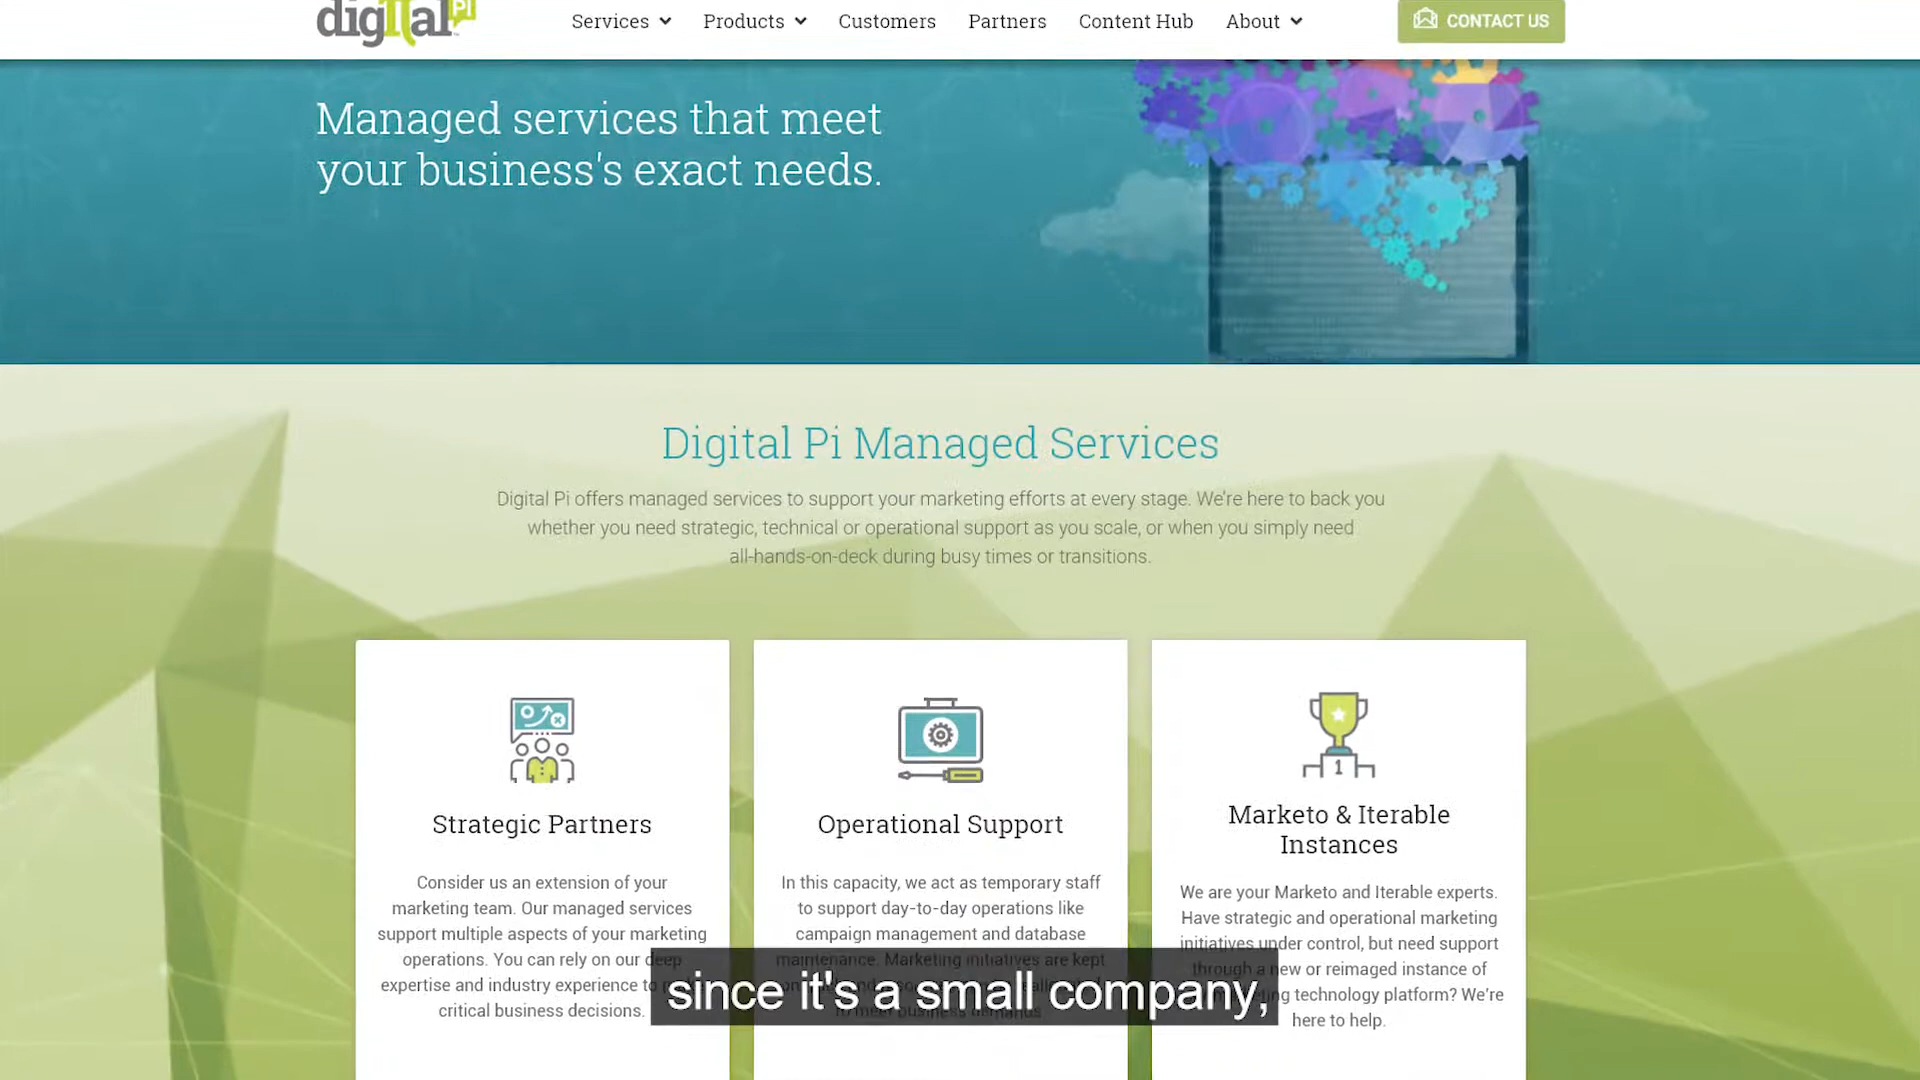 digital PI
Services
Products
Customers
Partners
Content Hub
About
CONTACT US
Managed services that meet
your business's exact needs.
Digital Pi Managed Services
Digital Pi offers managed services to support your marketing efforts at every stage. We're here to back you
whether you need strategic, technical or operational support as you scale, or when you simply need
all-hands-on-deck during busy times or transitions.
Strategic Partners
Consider us an extension of your
marketing team. Our managed services
support multiple aspects of your marketing
operations. You can rely on our deep
expertise and industry experience to
critical business decisions.
Operational Support
In this capacity, we act as temporary staff
to support day-to-day operations like
campaign management and database
maintenance. Marketing initiatives are kept
to meet business demands
1
Marketo & Iterable
Instances
We are your Marketo and Iterable experts.
Have strategic and operational marketing
initiatives under control, but need support
through a new or reimaged instance of
technology platform? We're
here to help.
since it's a small company,